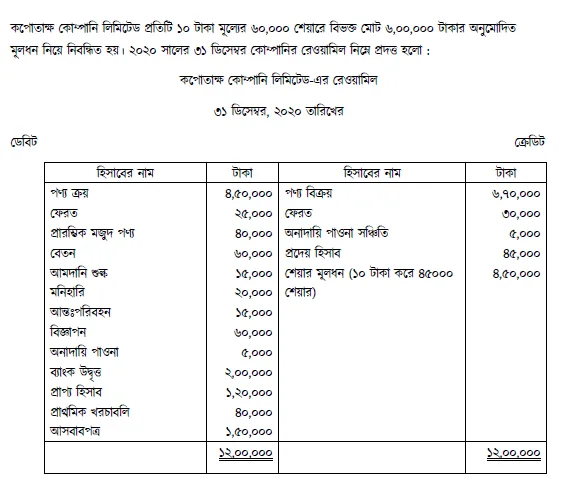 কপোতাক্ষ কোম্পানি লিমিটেড প্রতিটি ১০ টাকা মূল্যের ৬০,০০০ শেয়ারে বিভক্ত মোট ৬,০০,০০০ টাকার অনুমোদিত
মূলধন নিয়ে নিবন্ধিত হয়। ২০২০ সালের ৩১ ডিসেম্বর কোম্পানির রেওয়ামিল নিম্নে প্রদত্ত হলো :
কপোতাক্ষ কোম্পানি লিমিটেড-এর রেওয়ামিল
৩১ ডিসেম্বর, ২০২০ তারিখের
ডেবিট ক্রেডিট
হিসাবের নাম টাকা হিসাবের নাম টাকা
পণ্য ক্রয় ৪,৫০,০০০ পণ্য বিক্রয় ৬,৭০,০০০
ফেরত ২৫,০০০ ফেরত ৩০,০০০
প্রারম্ভিক মজুদ পণ্য ৪০,০০০ অনাদায়ি পাওনা সঞ্চিতি ৫,০০০
বেতন ৬০,০০০ প্রদেয় হিসাব ৪৫,০০০
আমদানি শুল্ক ১৫,০০০ শেয়ার মূলধন (১০ টাকা করে ৪৫০০০ ৪,৫০,০০০
মনিহারি ২০,০০০ শেয়ার)
আন্তঃপরিবহন ১৫,০০০
বিজ্ঞাপন ৬০,০০০
অনাদায়ি পাওনা ৫,০০০
ব্যাংক উদ্বৃত্ত ২,০০,০০০
প্রাপ্য হিসাব ১,২০,০০০
প্রাথমিক খরচাবলি ৪০,০০০
আসবাবপত্র ১,৫০,০০০
১২,০০,০০০ ১২,০০,০০০